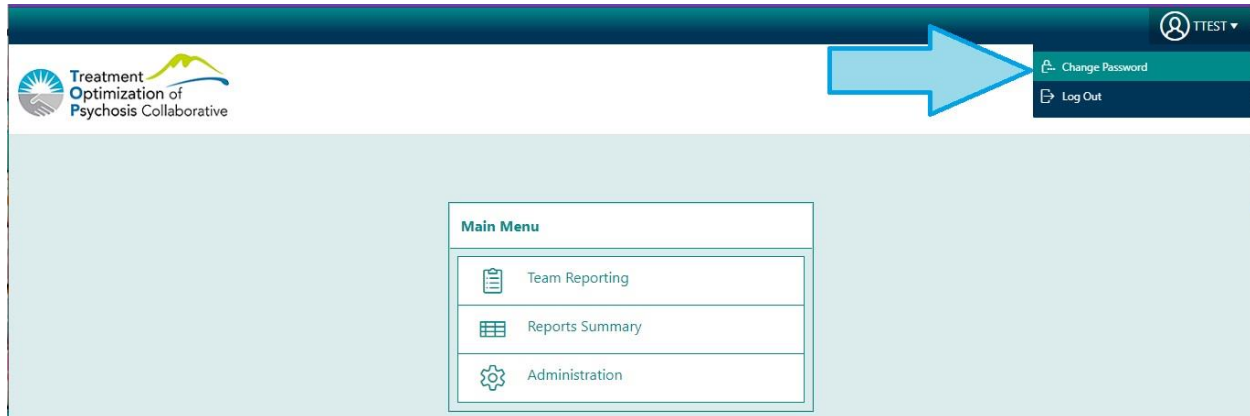 TTEST
Change Password
Log Out
Treatment
Optimization of
Psychosis Collaborative
Main Menu
Team Reporting
Reports Summary
Administration